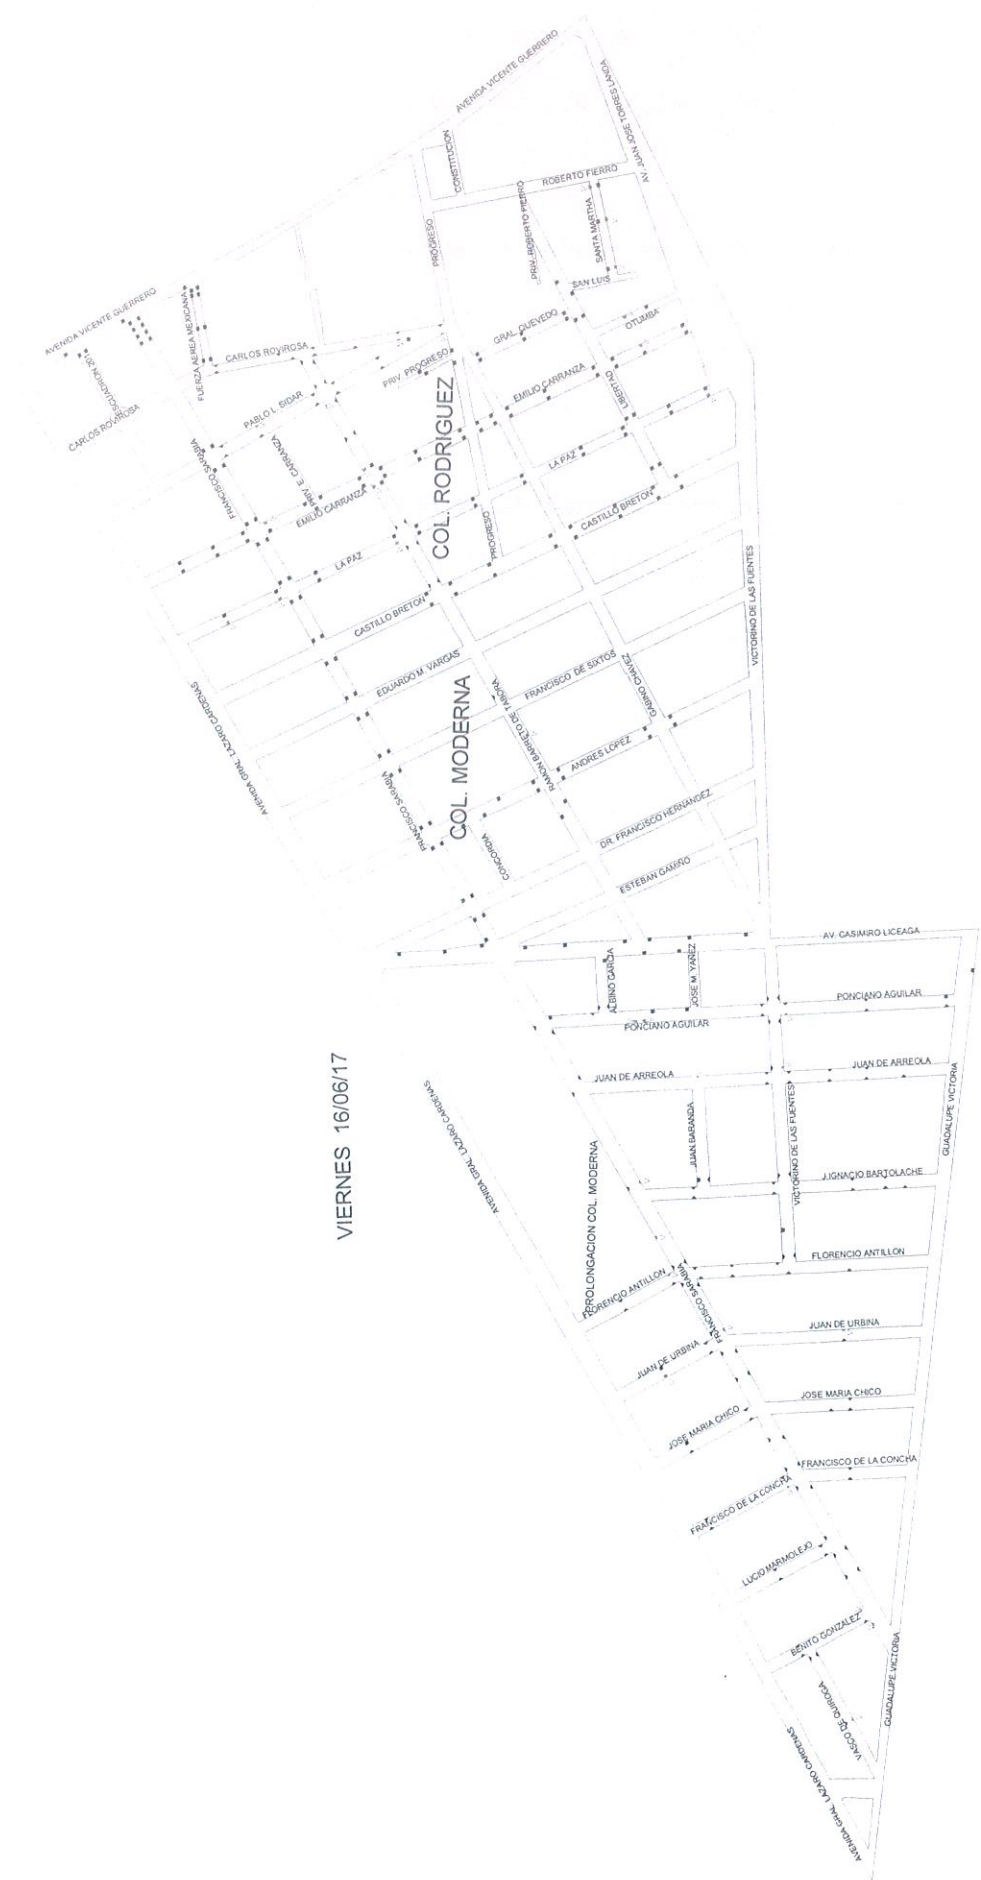 AVENIDA VICENTE GUERRERO
AV. JUAN JOSE TORRES LANDA
CONSTITUCION
ROBERTO FIERRO
PROGRESO
PRIV. ROBERTO FIERRO
SANTA MARTHA
SAN LUIS
AVENIDA VICENTE GUERRERO
FUERZA AEREA MEXICANA
ESCUADRON 201
CARLOS ROVIROSA
CARLOS ROVIROSA
GRAL. QUEVEDO
OTUMBA
PRIV. PROGRESO
PABLO L. SIDAR
EMILIO CARRANZA
LIBERTAD
FRANCISCO SARABIA
PRIV. E. CARRANZA
EMILIO CARRANZA
COL. RODRIGUEZ
LA PAZ
CASTILLO BRETON
PROGRESO
LA PAZ
CASTILLO BRETON
VICTORINO DE LAS FUENTES
EDUARDO M. VARGAS
FRANCISCO DE SIXTOS
GABINO CHAVEZ
AVENIDA GRAL. LAZARO CARDENAS
COL. MODERNA
RAMON BARRETO DE TABORA
ANDRES LOPEZ
FRANCISCO SARABIA
CONCORDIA
DR. FRANCISCO HERNANDEZ
ESTEBAN GAMIÑO
AV. CASIMIRO LICEAGA
ALBINO GARCIA
JOSE M. YAÑEZ
PONCIANO AGUILAR
PONCIANO AGUILAR
VIERNES 16/06/17
JUAN DE ARREOLA
JUAN DE ARREOLA
AVENIDA GRAL. LAZARO CARDENAS
JUAN BARANDA
VICTORINO DE LAS FUENTES
GUADALUPE VICTORIA
PROLONGACION COL. MODERNA
J.IGNACIO BARTOLACHE
FLORENCIO ANTILLON
FLORENCIO ANTILLON
FRANCISCO SARABIA
JUAN DE URBINA
JUAN DE URBINA
JOSE MARIA CHICO
JOSE MARIA CHICO
FRANCISCO DE LA CONCHA
FRANCISCO DE LA CONCHA
LUCIO MARMOLEJO
BENITO GONZALEZ
GUADALUPE VICTORIA
VASCO DE QUIROGA
AVENIDA GRAL. LAZARO CARDENAS